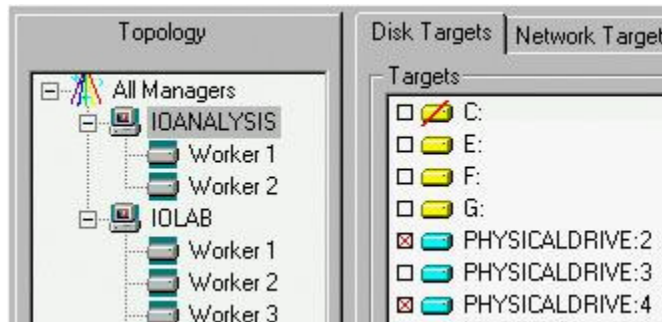 Topology
All Managers
IOANALYSIS
Worker 1
Worker 2
IOLAB
Worker 1
Worker 2
Worker 3
Disk Targets
Network Target
Targets
C:
E:
F:
G:
PHYSICALDRIVE:2
PHYSICALDRIVE:3
PHYSICALDRIVE:4